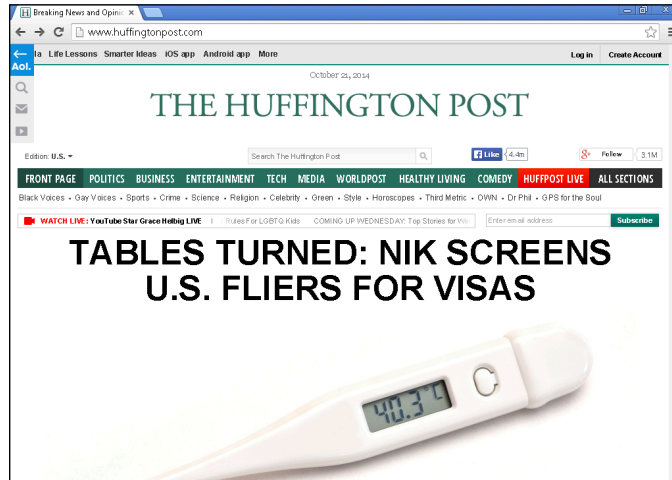 Breaking News and Opinio
www.huffingtonpost.com
la Life Lessons Smarter Ideas iOS app Android app More Log in Create Account
Aol.
October 21, 2014
THE HUFFINGTON POST
Edition: U.S. Search The Huffington Post Like 4.4m Follow 3.1M
FRONT PAGE POLITICS BUSINESS ENTERTAINMENT TECH MEDIA WORLDPOST HEALTHY LIVING COMEDY HUFFPOST LIVE ALL SECTIONS
Black Voices • Gay Voices • Sports • Crime • Science • Religion • Celebrity • Green • Style • Horoscopes • Third Metric • OWN • Dr Phil • GPS for the Soul
WATCH LIVE: YouTube Star Grace Helbig LIVE Rules For LGBTQ Kids COMING UP WEDNESDAY: Top Stories for We Enter email address Subscribe
TABLES TURNED: NIK SCREENS
U.S. FLIERS FOR VISAS
40.3°C